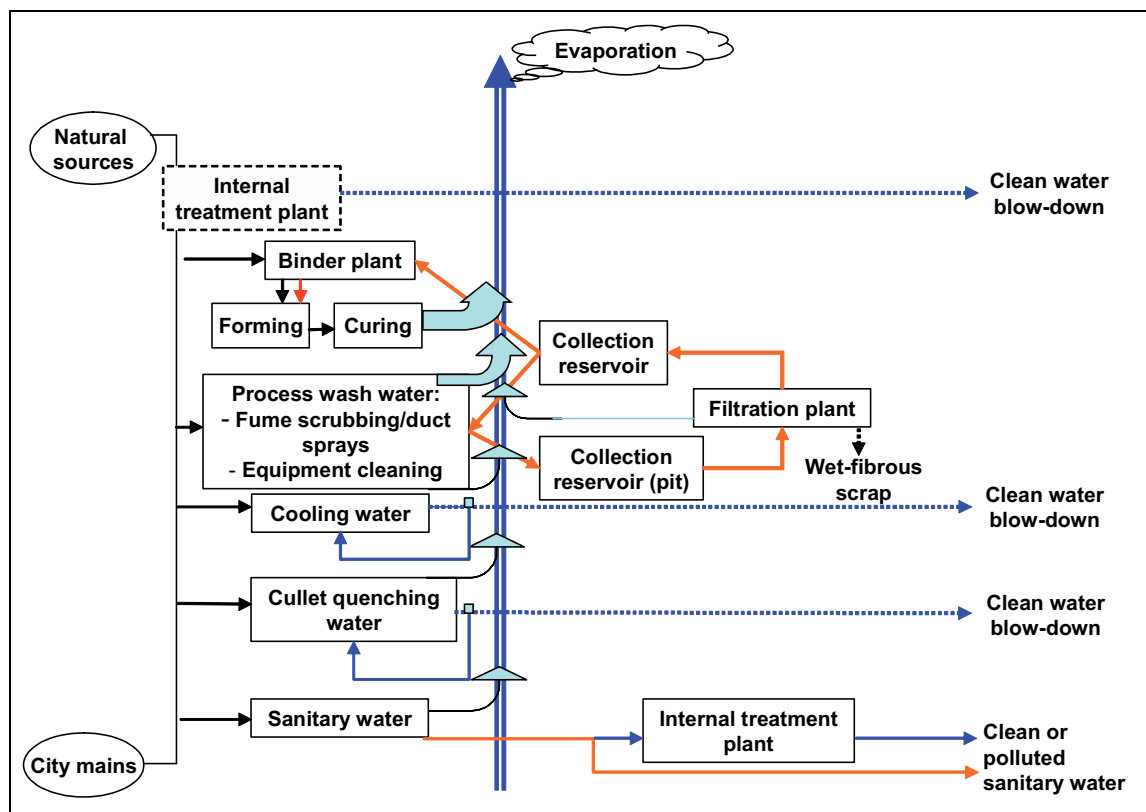 Evaporation
Natural
sources
Internal
treatment plant
Clean water
blow-down
Binder plant
Forming
Curing
Collection
reservoir
Process wash water:
- Fume scrubbing/duct
sprays
- Equipment cleaning
Filtration plant
Collection
reservoir (pit)
Wet-fibrous
scrap
Cooling water
Clean water
blow-down
Cullet quenching
water
Clean water
blow-down
Sanitary water
Internal treatment
plant
Clean or
polluted
sanitary water
City mains